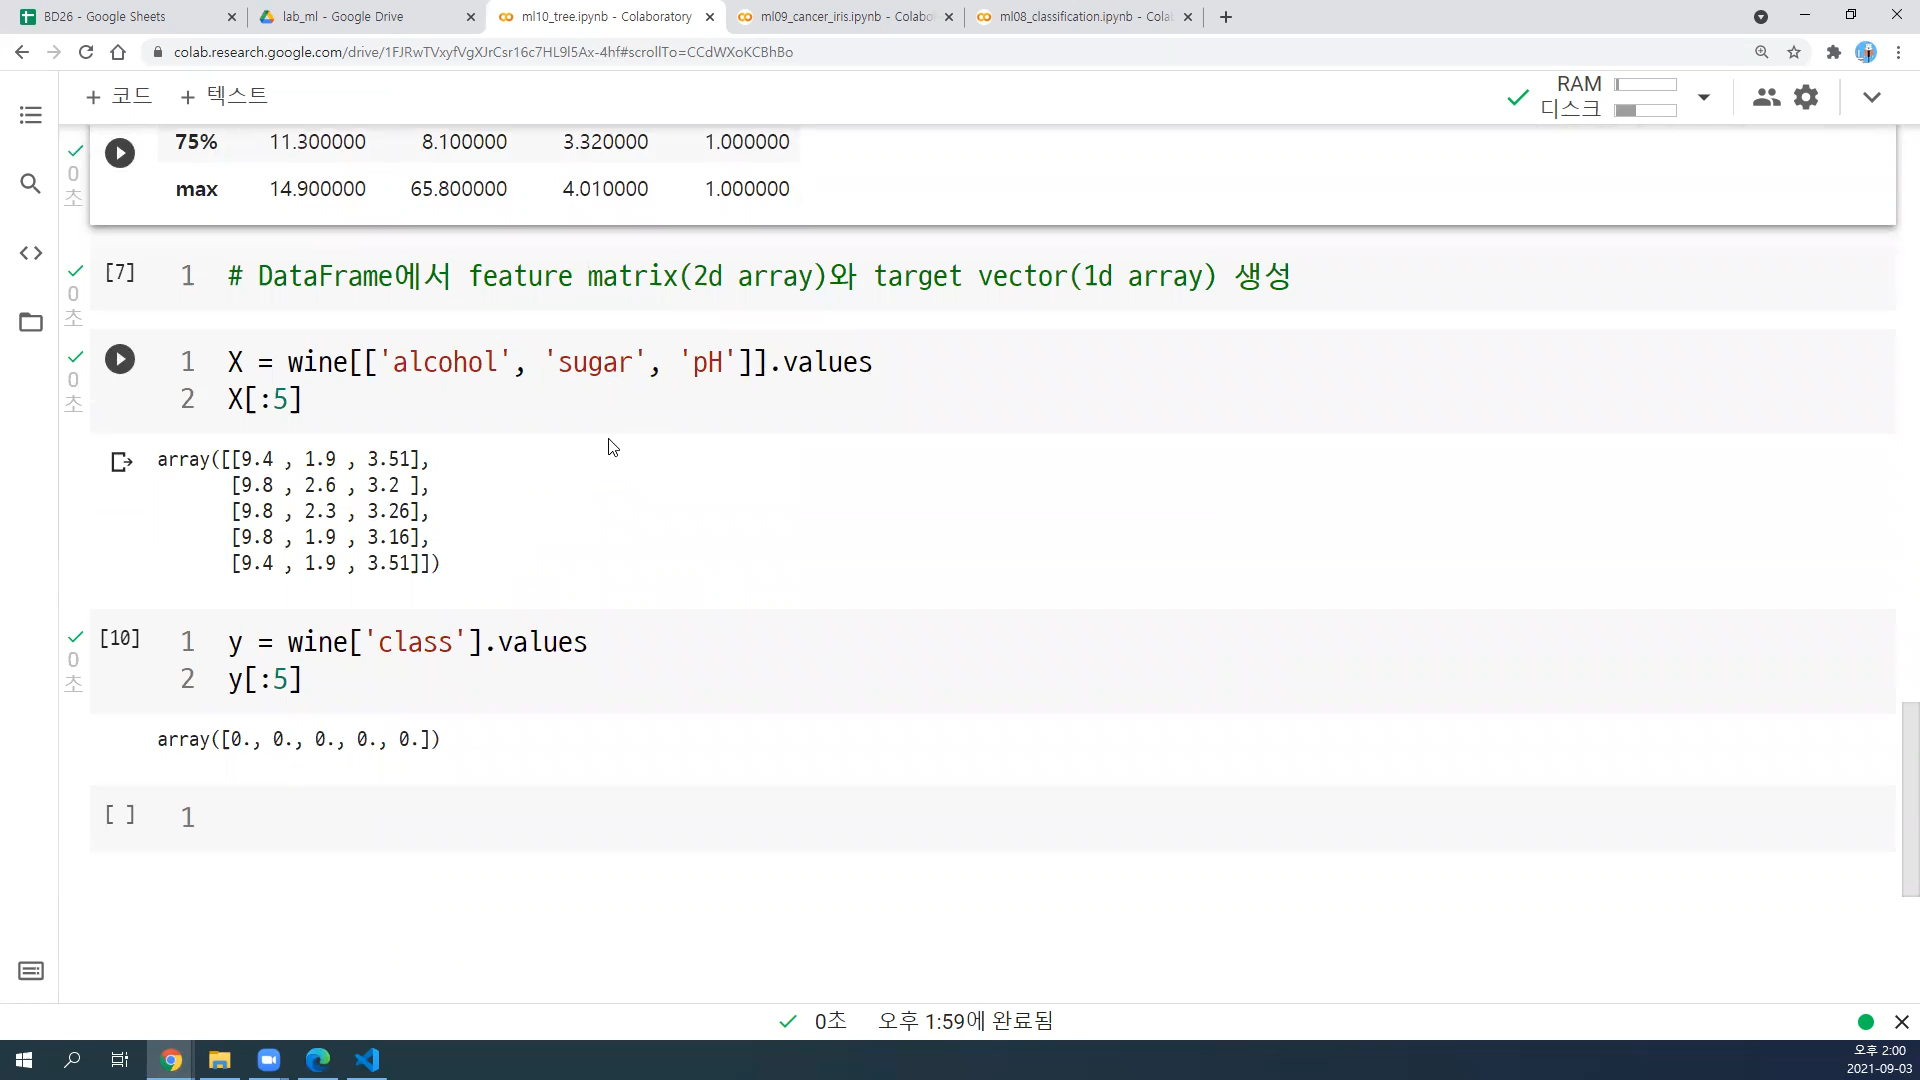 BD26 - Google Sheets
lab_ml - Google Drive
ml10_tree.ipynb - Colaboratory
ml09_cancer_iris.ipynb - Colab
ml08_classification.ipynb - Cola
colab.research.google.com/drive/1FJRwTVxyfVgXJrCsr16c7HL9l5Ax-4hf#scrollTo=CCdWXoKCBhBo
+ 코드 + 텍스트
RAM
디스크
75% 11.300000 8.100000 3.320000 1.000000
0
초
max 14.900000 65.800000 4.010000 1.000000
[7] 1 # DataFrame에서 feature matrix(2d array)와 target vector(1d array) 생성
0
초
1 X = wine[['alcohol', 'sugar', 'pH']].values
0
초
2 X[:5]
array([[9.4 , 1.9 , 3.51],
[9.8 , 2.6 , 3.2 ],
[9.8 , 2.3 , 3.26],
[9.8 , 1.9 , 3.16],
[9.4 , 1.9 , 3.51]])
[10] 1 y = wine['class'].values
0
초
2 y[:5]
array([0., 0., 0., 0., 0.])
[ ] 1
0초 오후 1:59에 완료됨
오후 2:00
2021-09-03